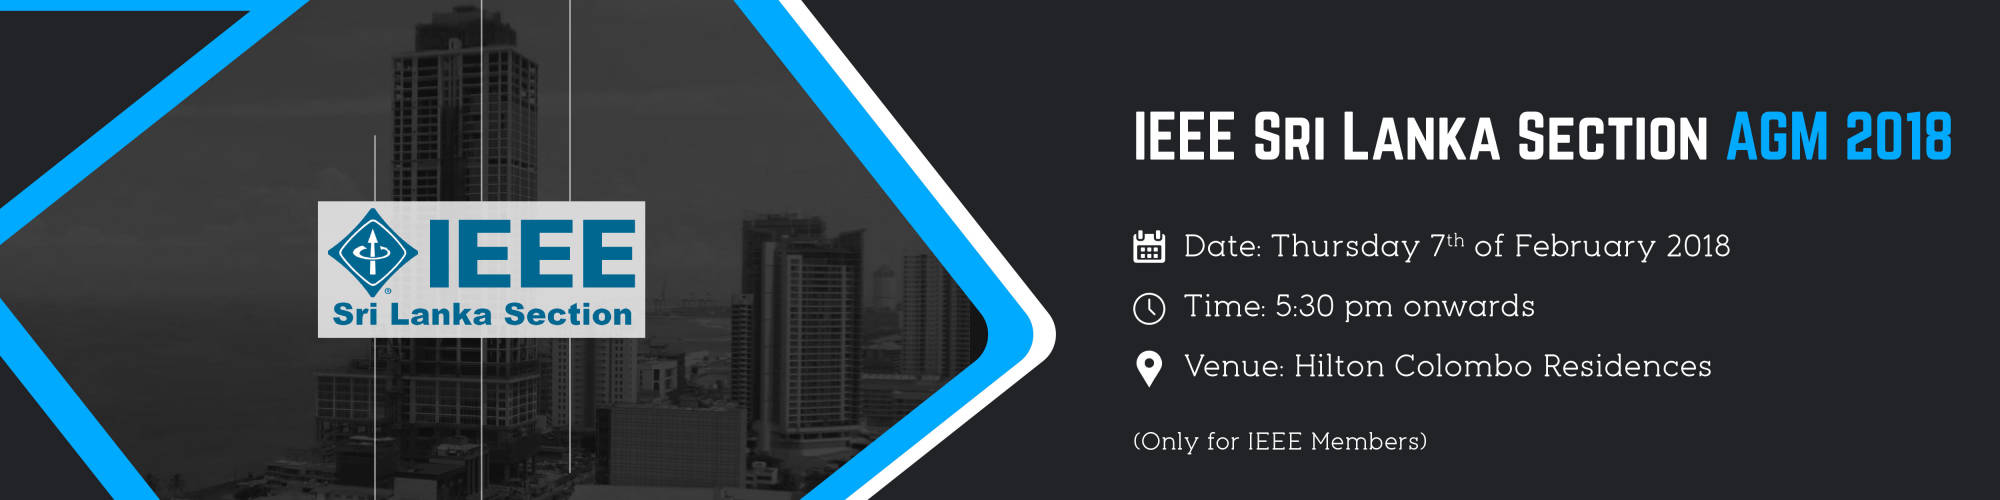 IEEE
Sri Lanka Section
IEEE Sri Lanka Section AGM 2018
Date: Thursday 7th of February 2018
Time: 5:30 pm onwards
Venue: Hilton Colombo Residences
(Only for IEEE Members)